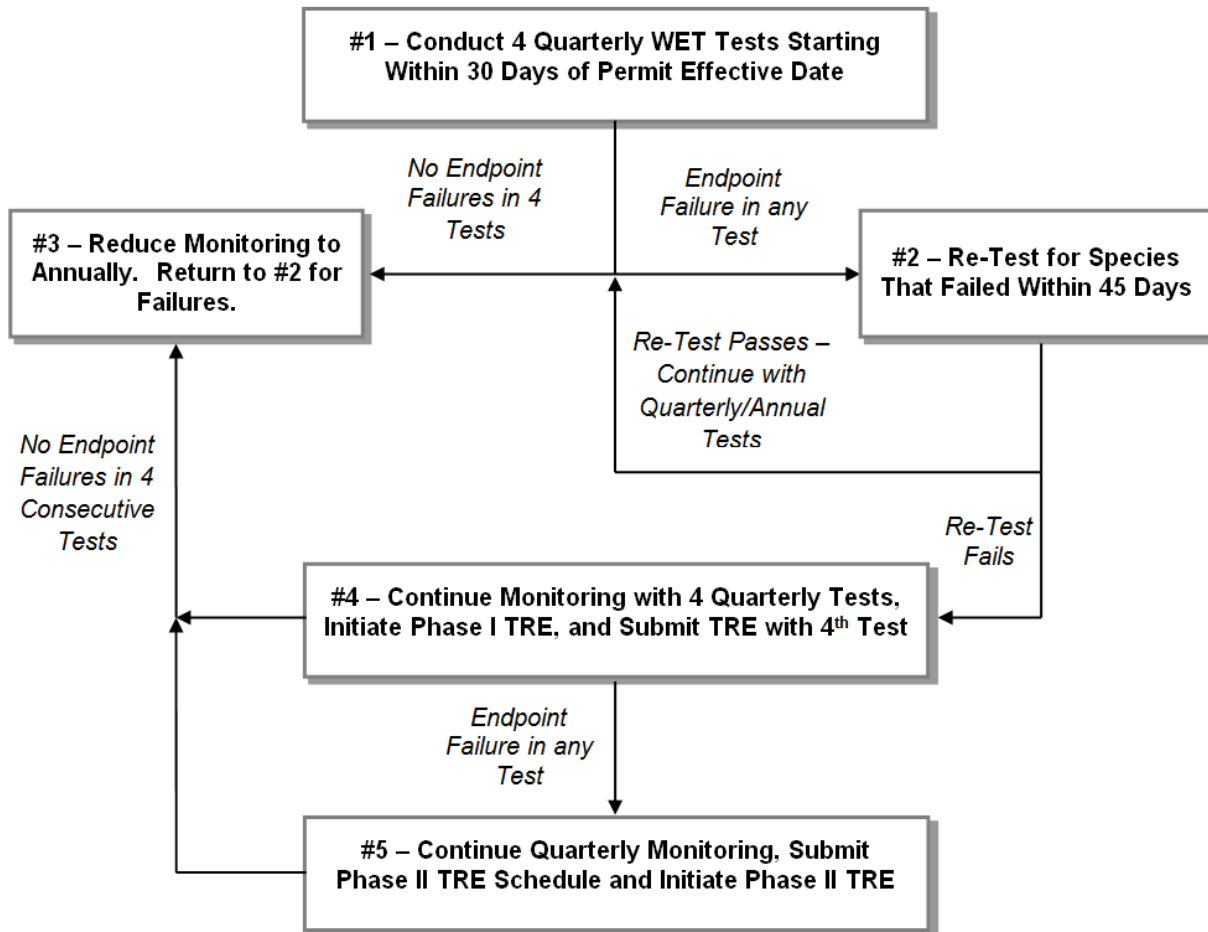 #1 – Conduct 4 Quarterly WET Tests Starting
Within 30 Days of Permit Effective Date
No Endpoint
Failures in 4
Tests
Endpoint
Failure in any
Test
#3 – Reduce Monitoring to
Annually. Return to #2 for
Failures.
#2 – Re-Test for Species
That Failed Within 45 Days
Re-Test Passes –
Continue with
Quarterly/Annual
Tests
No Endpoint
Failures in 4
Consecutive
Tests
Re-Test
Fails
#4 – Continue Monitoring with 4 Quarterly Tests,
Initiate Phase I TRE, and Submit TRE with 4th Test
Endpoint
Failure in any
Test
#5 – Continue Quarterly Monitoring, Submit
Phase II TRE Schedule and Initiate Phase II TRE